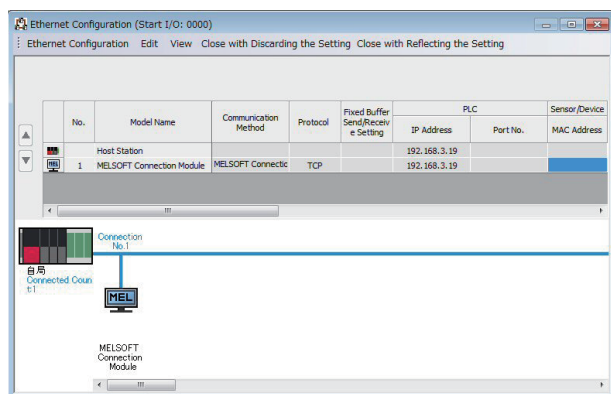 Ethernet Configuration (Start I/O: 0000)
Ethernet Configuration Edit View Close with Discarding the Setting Close with Reflecting the Setting
No. Model Name Communication Method Protocol Fixed Buffer Send/Receiv e Setting PLC Sensor/Device
IP Address Port No. MAC Address
Host Station 192.168.3.19
MEL 1 MELSOFT Connection Module MELSOFT Connectic TCP 192.168.3.19
Connection
No.1
自局
Connected Coun
t:1
MEL
MELSOFT
Connection
Module